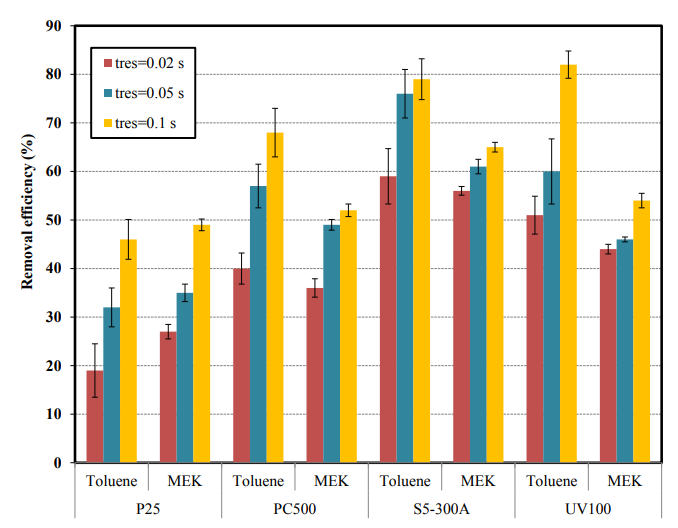 Removal efficiency (%)
90
80
70
60
50
40
30
20
10
0
tres=0.02 s
tres=0.05 s
tres=0.1 s
Toluene MEK Toluene MEK Toluene MEK Toluene MEK
P25 PC500 S5-300A UV100